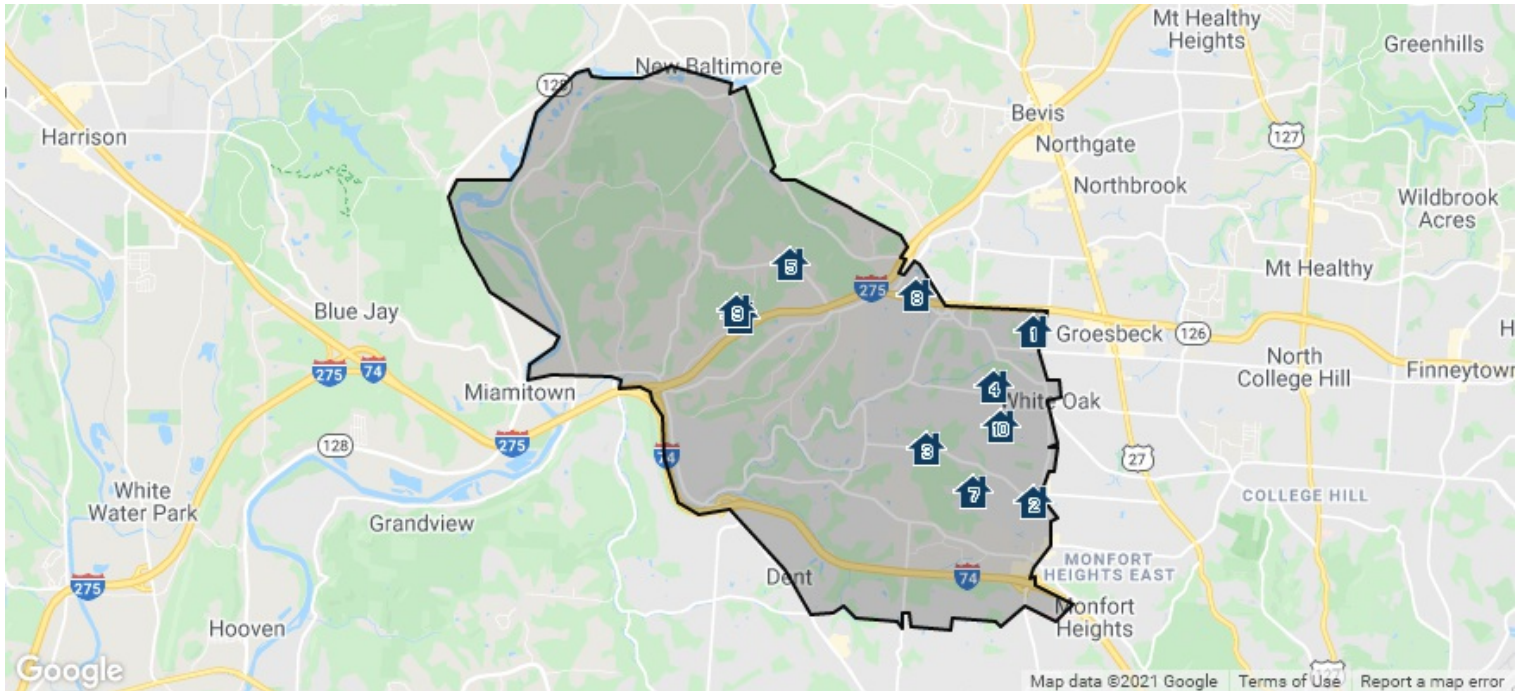 Mt Healthy
Heights
Greenhills
New Baltimore
128
Bevis
127
Harrison
Northgate
Northbrook
Wildbrook
Acres
5
Mt Healthy
275
8
9
Blue Jay
1
Groesbeck
126
275
74
North
College Hill
Finneytown
Miamitown
4
White Oak
10
128
275
74
3
27
White
Water Park
7
2
COLLEGE HILL
Grandview
MONFORT
HEIGHTS EAST
275
Dent
74
Monfort
Heights
Hooven
Google
127
Map data ©2021 Google
Terms of Use
Report a map error